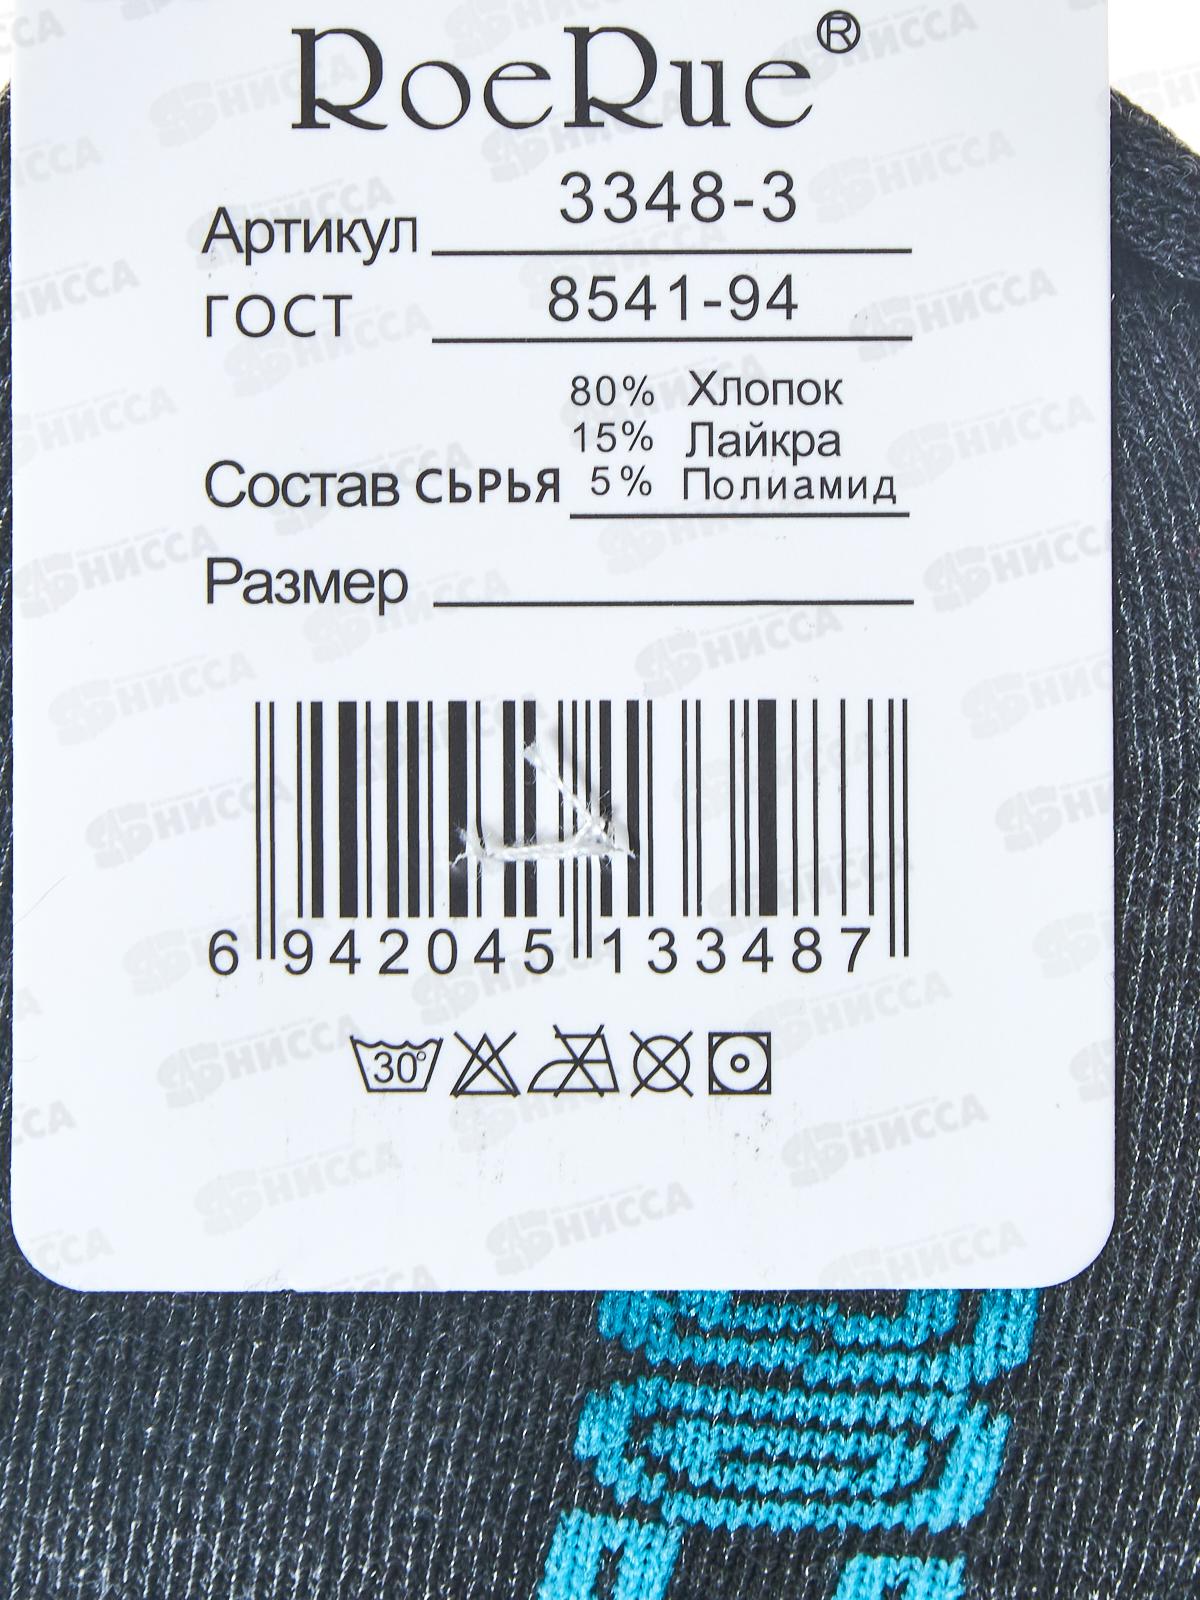 RoeRue®
Артикул 3348-3
ГОСТ 8541-94
80% Хлопок
15% Лайкра
Состав СЫРЬЯ 5% Полиамид
Размер
6 942045 133487
30°
НИССА